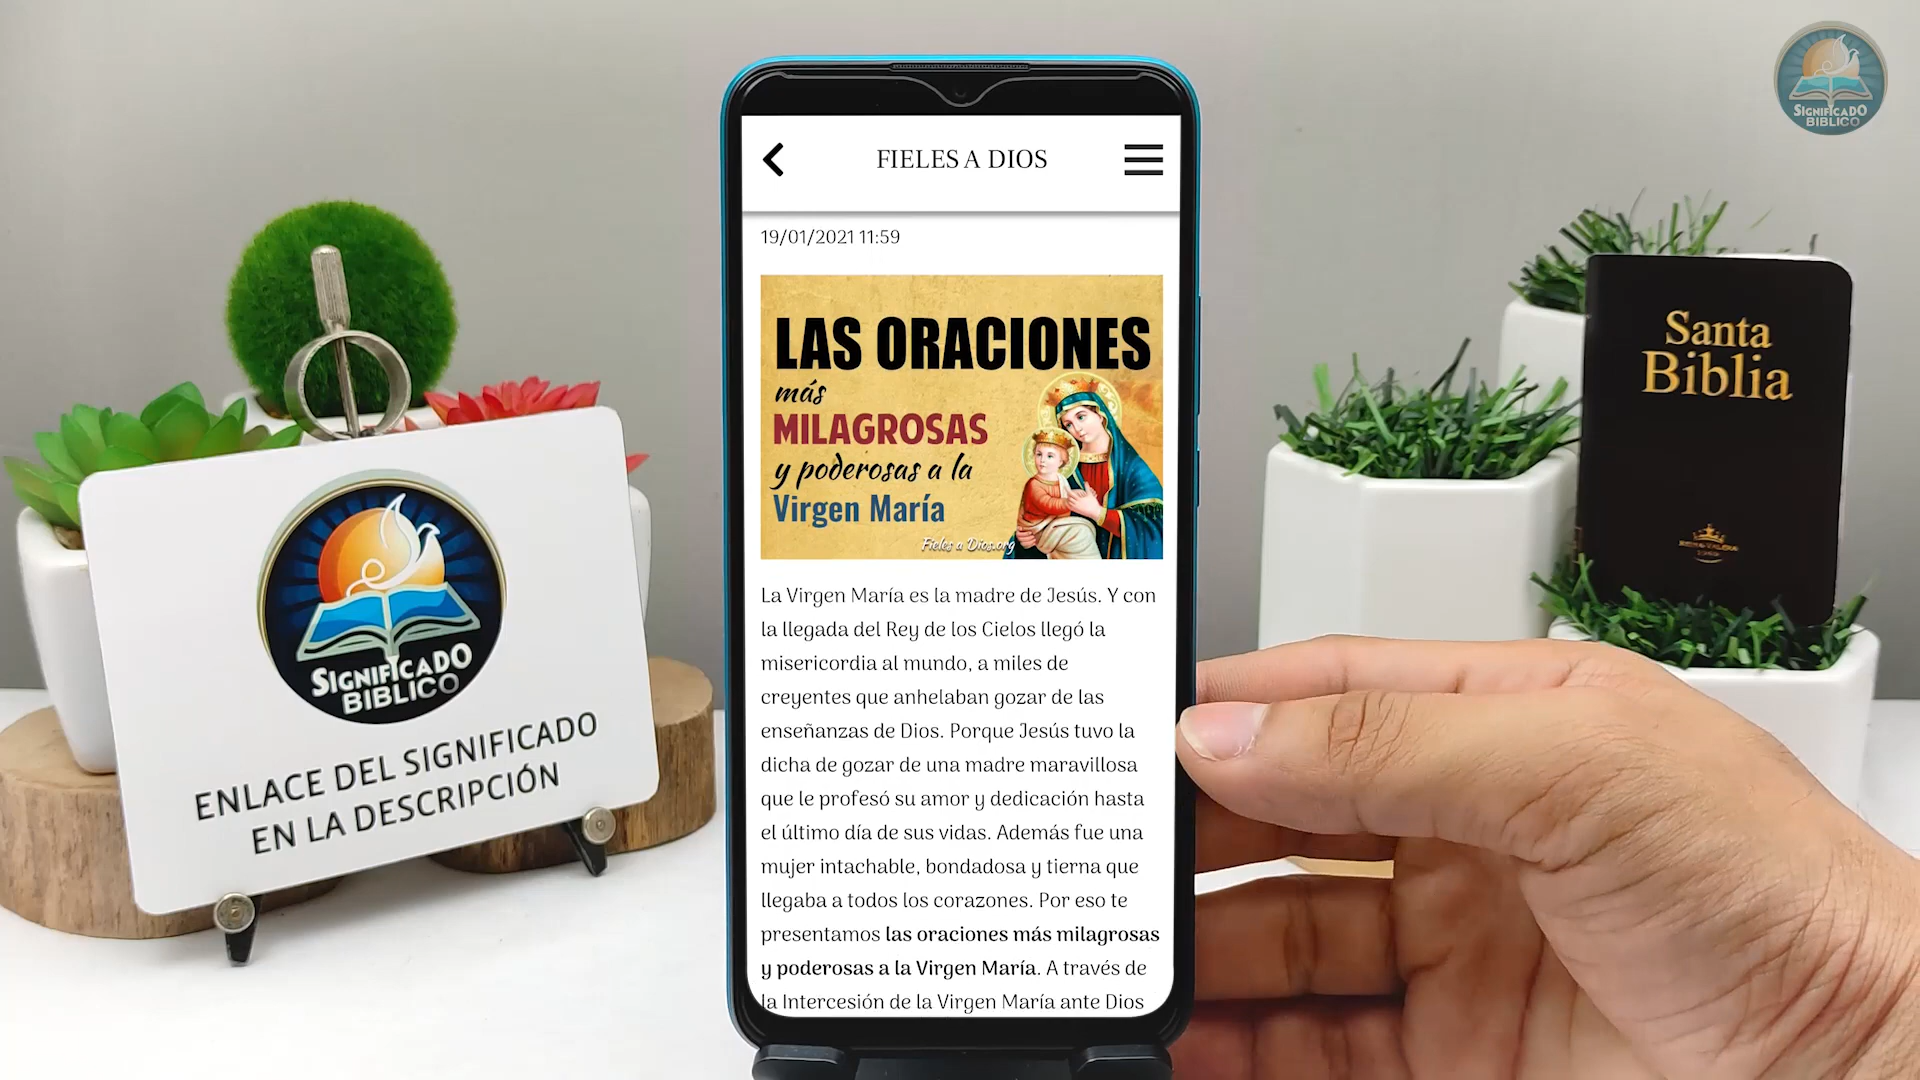 SIGNIFICADO
BIBLICO
FIELES A DIOS
19/01/2021 11:59
LAS ORACIONES
más
MILAGROSAS
y poderosas a la
Virgen María
Fieles a Dios.org
La Virgen María es la madre de Jesús. Y con
la llegada del Rey de los Cielos llegó la
misericordia al mundo, a miles de
creyentes que anhelaban gozar de las
enseñanzas de Dios. Porque Jesús tuvo la
dicha de gozar de una madre maravillosa
que le profesó su amor y dedicación hasta
el último día de sus vidas. Además fue una
mujer intachable, bondadosa y tierna que
llegaba a todos los corazones. Por eso te
presentamos las oraciones más milagrosas
y poderosas a la Virgen María. A través de
la Intercesión de la Virgen María ante Dios
SIGNIFICADO
BIBLICO
ENLACE DEL SIGNIFICADO
EN LA DESCRIPCIÓN
Santa
Biblia
REINA-VALERA